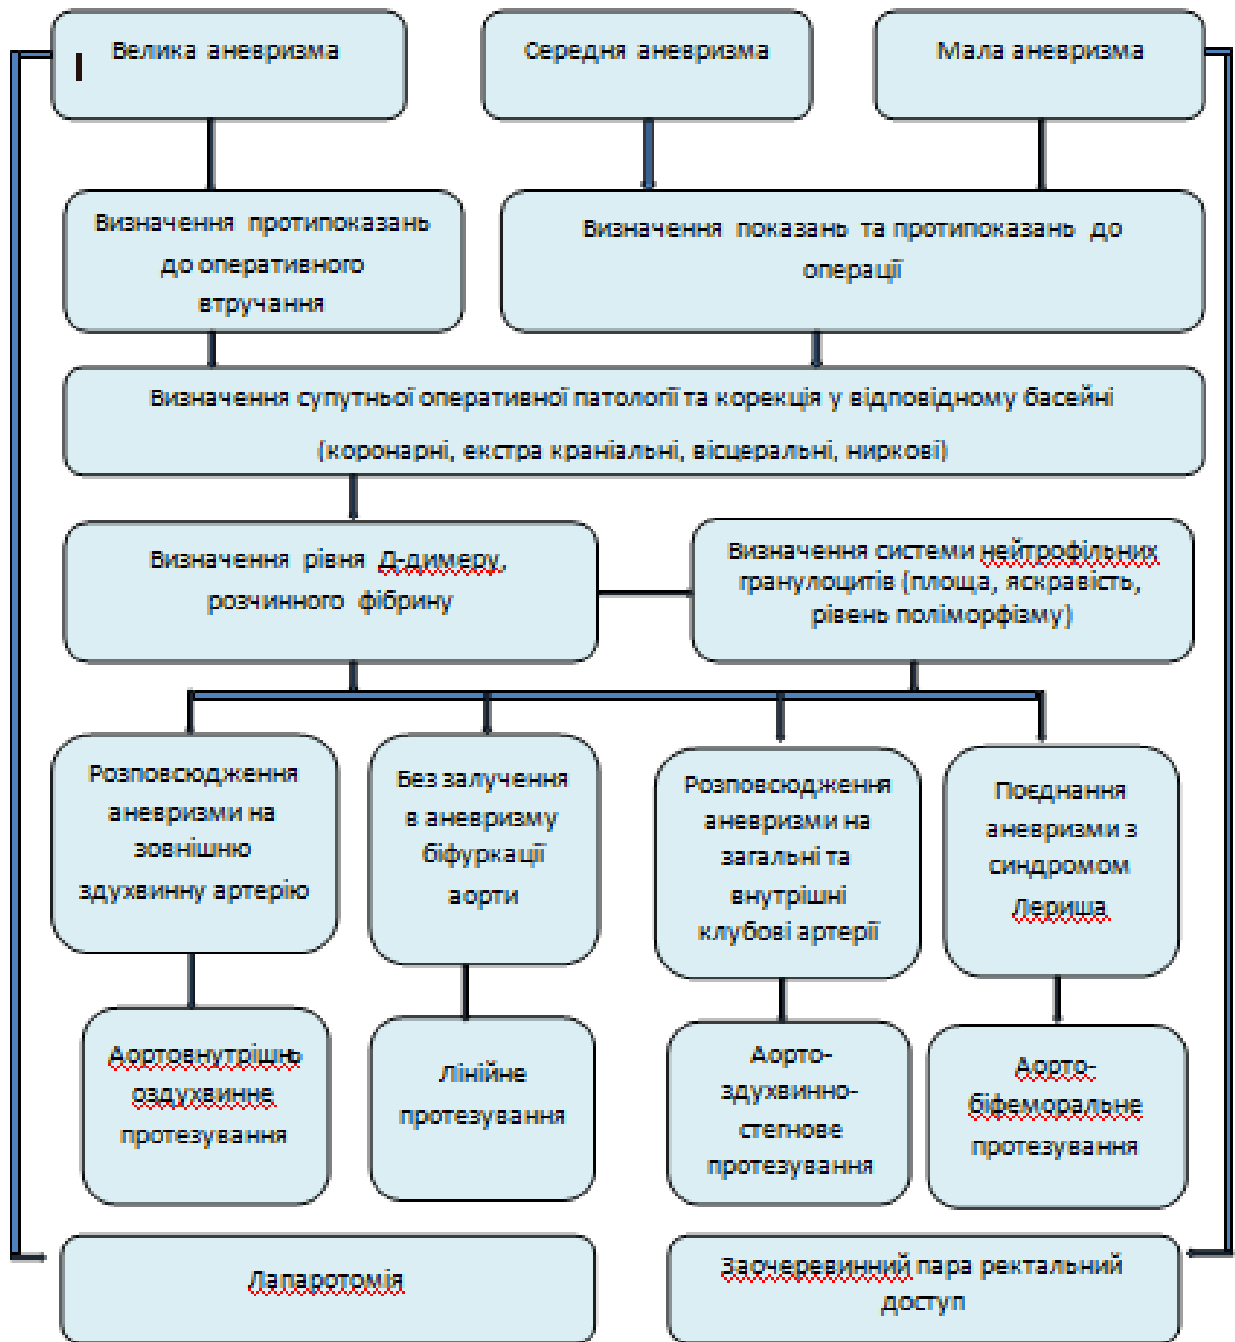 Велика аневризма
Середня аневризма
Мала аневризма
Визначення протипоказань
до оперативного
втручання
Визначення показань та протипоказань до
операції
Визначення супутньої оперативної патології та корекція у відповідному басейні
(коронарні, екстра краніальні, вісцеральні, ниркові)
Визначення рівня Д-димеру,
розчинного фібрину
Визначення системи нейтрофільних
гранулоцитів (площа, яскравість,
рівень поліморфізму)
Розповсюдження
аневризми на
зовнішню
здухвинну артерію
Без залучення
в аневризму
біфуркації
аорти
Розповсюдження
аневризми на
загальні та
внутрішні
клубові артерії
Поєднання
аневризми з
синдромом
Лериша
Аортовнутрішнь
оздухвинне
протезування
Лінійне
протезування
Аорто-
здухвинно-
стегнове
протезування
Аорто-
біфеморальне
протезування
Лапаротомія
Заочеревинний пара ректальний
доступ